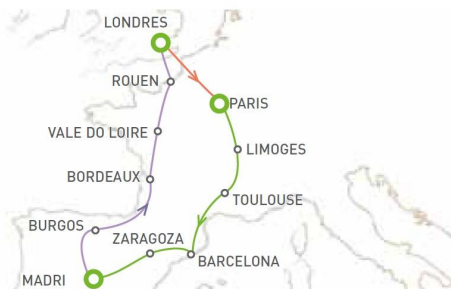 LONDRES
ROUEN
PARIS
VALE DO LOIRE
LIMOGES
BORDEAUX
TOULOUSE
BURGOS
ZARAGOZA
BARCELONA
MADRI